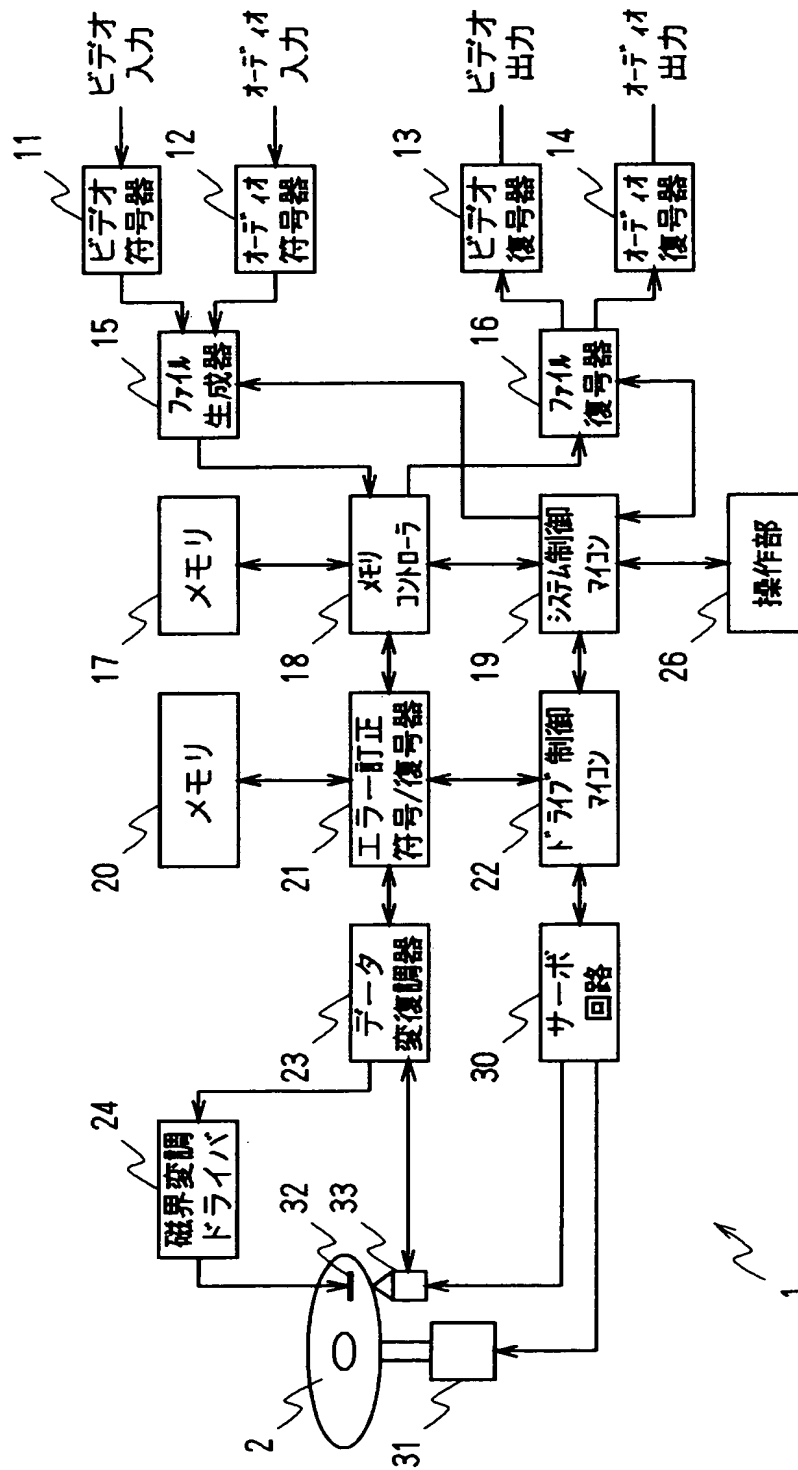 ビデオ
入力
オーディオ
入力
ビデオ
出力
オーディオ
出力
11
ビデオ
符号器
12
オーディオ
符号器
13
ビデオ
復号器
14
オーディオ
復号器
15
ファイル
生成器
16
ファイル
復号器
17
メモリ
18
メモリ
コントローラ
19
システム制御
マイコン
26
操作部
20
メモリ
21
エラー訂正
符号/復号器
22
ドライブ制御
マイコン
23
データ
変復調器
30
サーボ
回路
24
磁界変調
ドライバ
32
33
2
31
1